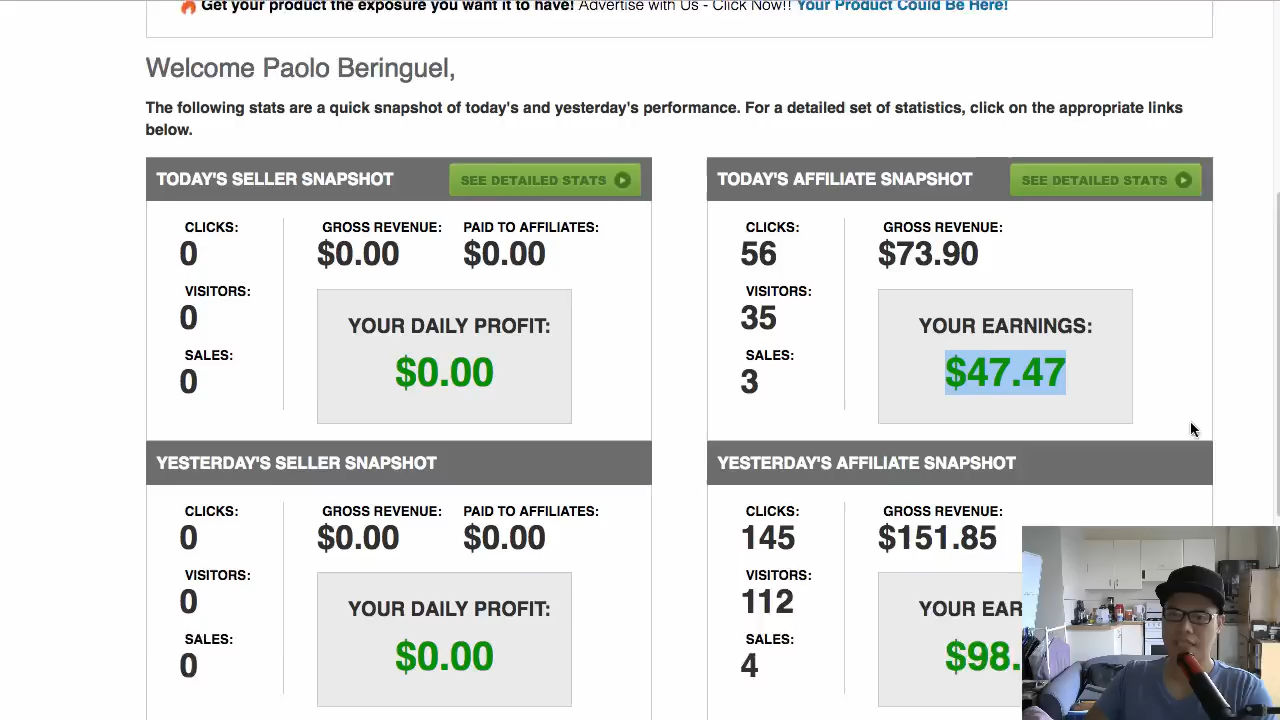 Get your product the exposure you want it to have! Advertise with Us - Click Now!! Your Product Could Be Here!
Welcome Paolo Beringuel,
The following stats are a quick snapshot of today's and yesterday's performance. For a detailed set of statistics, click on the appropriate links
below.
TODAY'S SELLER SNAPSHOT
SEE DETAILED STATS
CLICKS:
0
GROSS REVENUE:
$0.00
PAID TO AFFILIATES:
$0.00
VISITORS:
0
SALES:
0
YOUR DAILY PROFIT:
$0.00
TODAY'S AFFILIATE SNAPSHOT
SEE DETAILED STATS
CLICKS:
56
GROSS REVENUE:
$73.90
VISITORS:
35
SALES:
3
YOUR EARNINGS:
$47.47
YESTERDAY'S SELLER SNAPSHOT
CLICKS:
0
GROSS REVENUE:
$0.00
PAID TO AFFILIATES:
$0.00
VISITORS:
0
SALES:
0
YOUR DAILY PROFIT:
$0.00
YESTERDAY'S AFFILIATE SNAPSHOT
CLICKS:
145
GROSS REVENUE:
$151.85
VISITORS:
112
SALES:
4
YOUR EAR
$98.